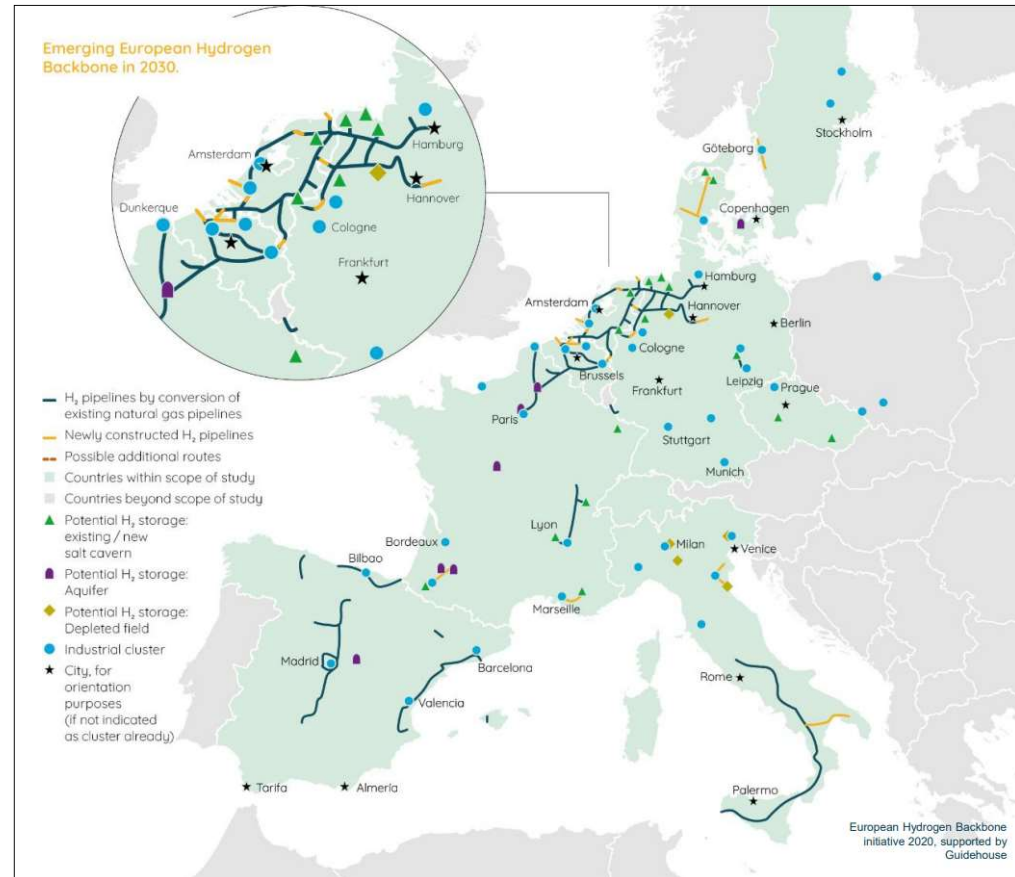 Emerging European Hydrogen
Backbone in 2030.
Amsterdam
Hamburg
Hannover
Dunkerque
Cologne
Frankfurt
H₂ pipelines by conversion of
existing natural gas pipelines
Newly constructed H₂ pipelines
Possible additional routes
Countries within scope of study
Countries beyond scope of study
Potential H₂ storage:
existing / new
salt cavern
Potential H₂ storage:
Aquifer
Potential H₂ storage:
Depleted field
Industrial cluster
City, for
orientation
purposes
(if not indicated
as cluster already)
Stockholm
Göteborg
Copenhagen
Hamburg
Amsterdam
Hannover
Berlin
Cologne
Brussels
Leipzig
Frankfurt
Prague
Paris
Stuttgart
Munich
Lyon
Bordeaux
Milan
Venice
Bilbao
Marseille
Madrid
Barcelona
Rome
Valencia
Tarifa
Almería
Palermo
European Hydrogen Backbone
initiative 2020, supported by
Guidehouse